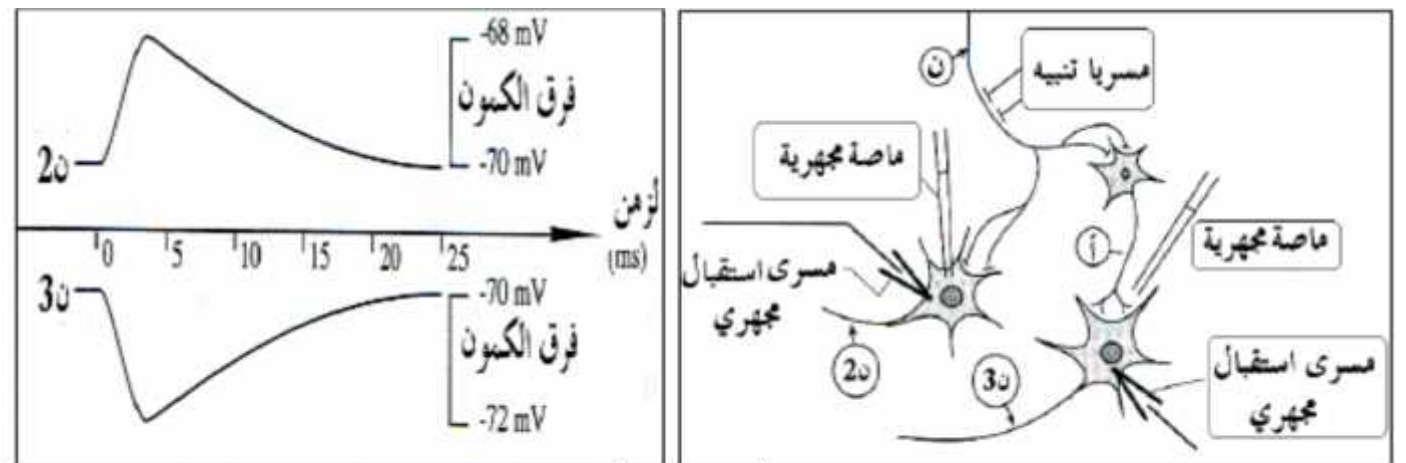 -68 mV
فرق الكمون
-70 mV
ن2
لزمن
(ms)
0 5 10 15 20 25
ن3
-70 mV
فرق الكمون
-72 mV
ن
مسريا تنبيه
ماصة مجهرية
ماصة مجهرية
أ
مسرى استقبال
مجهري
ن2
ن3
مسرى استقبال
مجهري